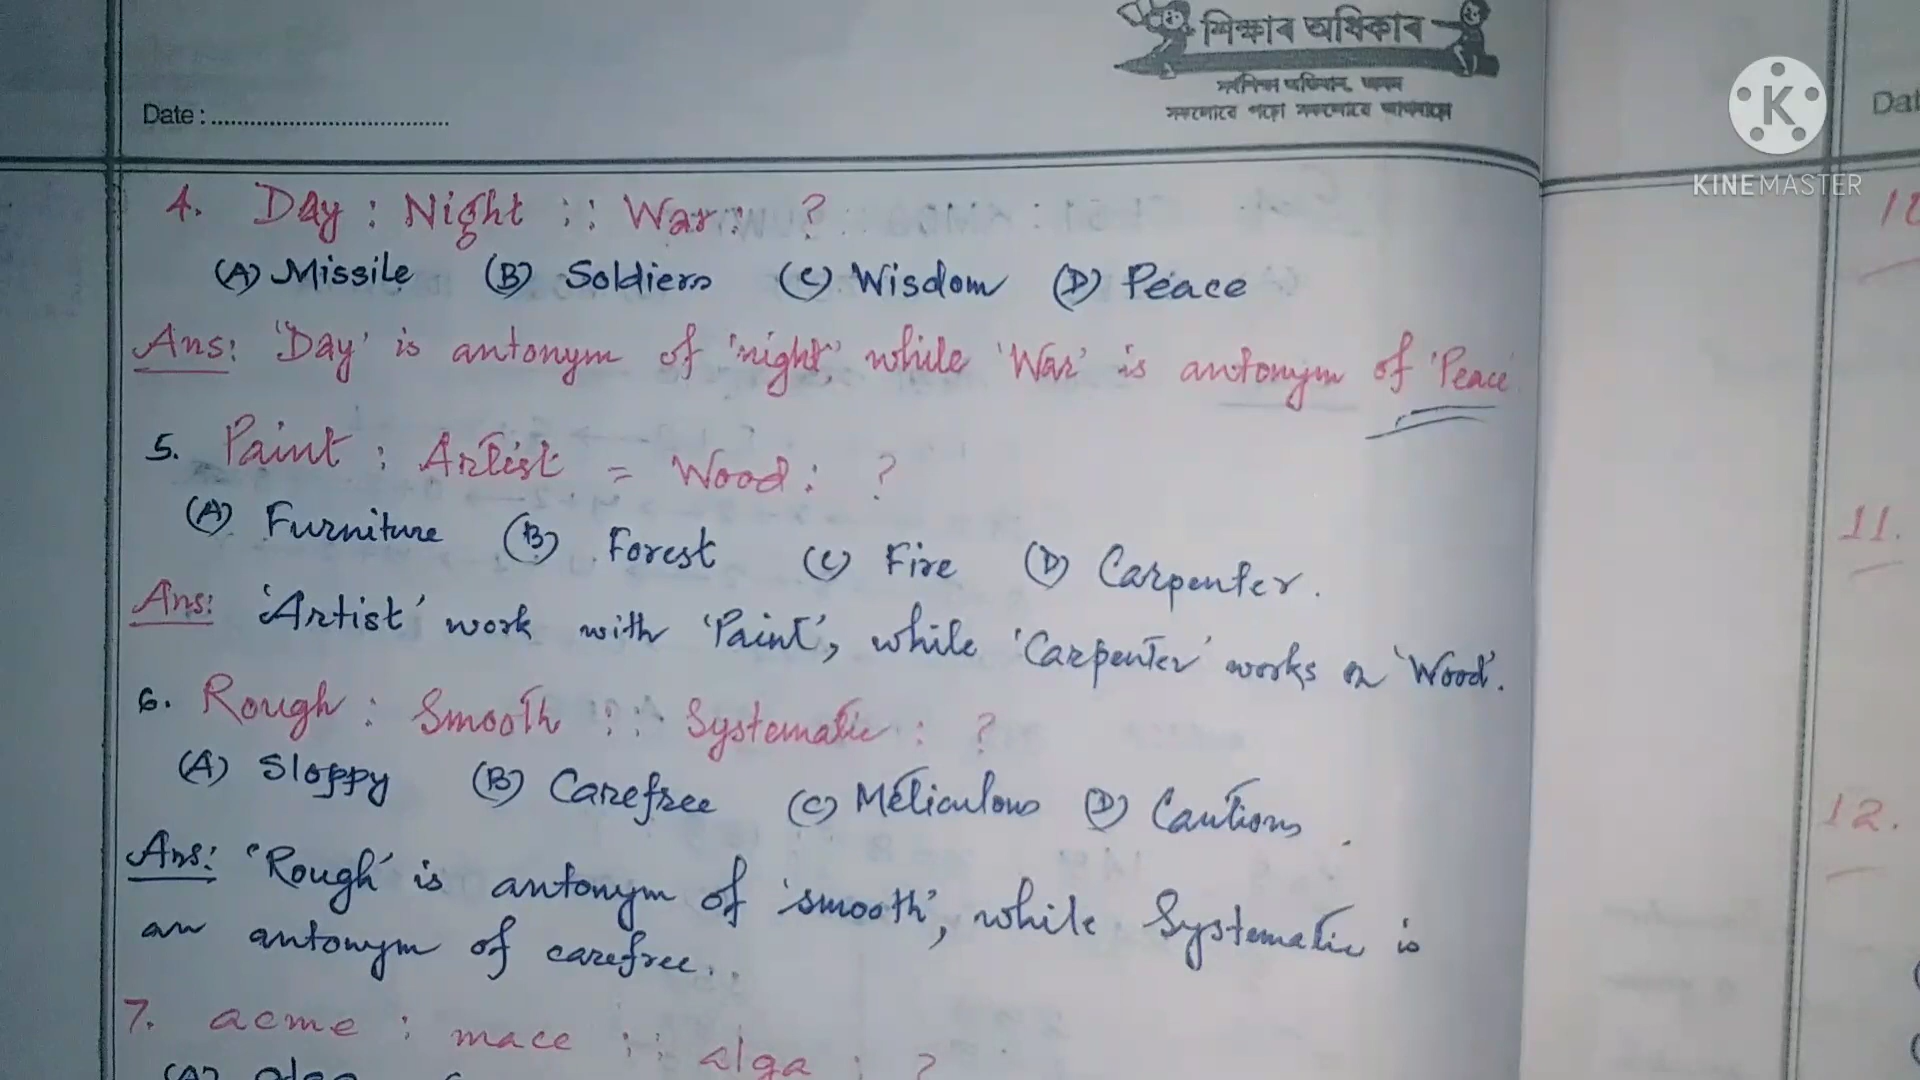 শিক্ষাৰ অধিকাৰ
Date :
K
KINEMASTER
Dat
4. Day : Night :: War: ?
(A) Missile (B) Soldiers (C) Wisdom (D) Peace
Ans: 'Day' is antonym of 'night', while 'War' is antonym of 'Peace'
5. Paint : Artist = Wood: ?
(A) Furniture (B) Forest (C) Fire (D) Carpenter.
Ans: 'Artist' work with 'Paint', while 'Carpenter' works on 'Wood'.
6. Rough : Smooth :: Systematic : ?
(A) Sloppy (B) Carefree (C) Meticulous (D) Cautious
Ans: 'Rough' is antonym of 'smooth', while Systematic is
an antonym of carefree..
7. acme : mace :: alga : ?
(A)
11.
12.